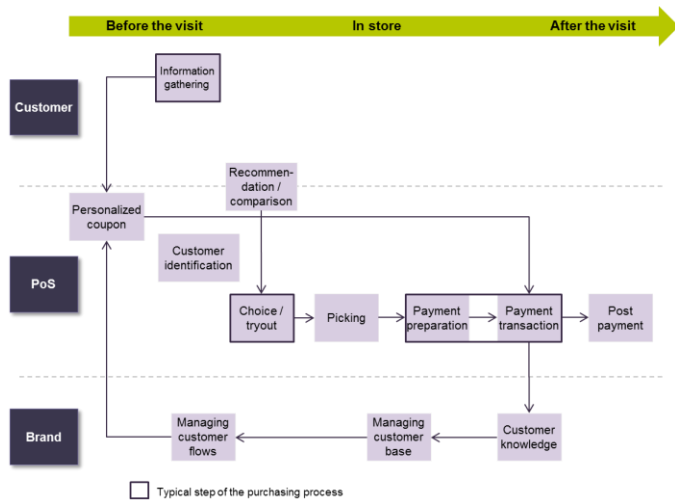 Before the visit
In store
After the visit
Customer
Information
gathering
Recommen-
dation /
comparison
Personalized
coupon
Customer
identification
PoS
Choice /
tryout
Picking
Payment
preparation
Payment
transaction
Post
payment
Brand
Managing
customer
flows
Managing
customer
base
Customer
knowledge
Typical step of the purchasing process